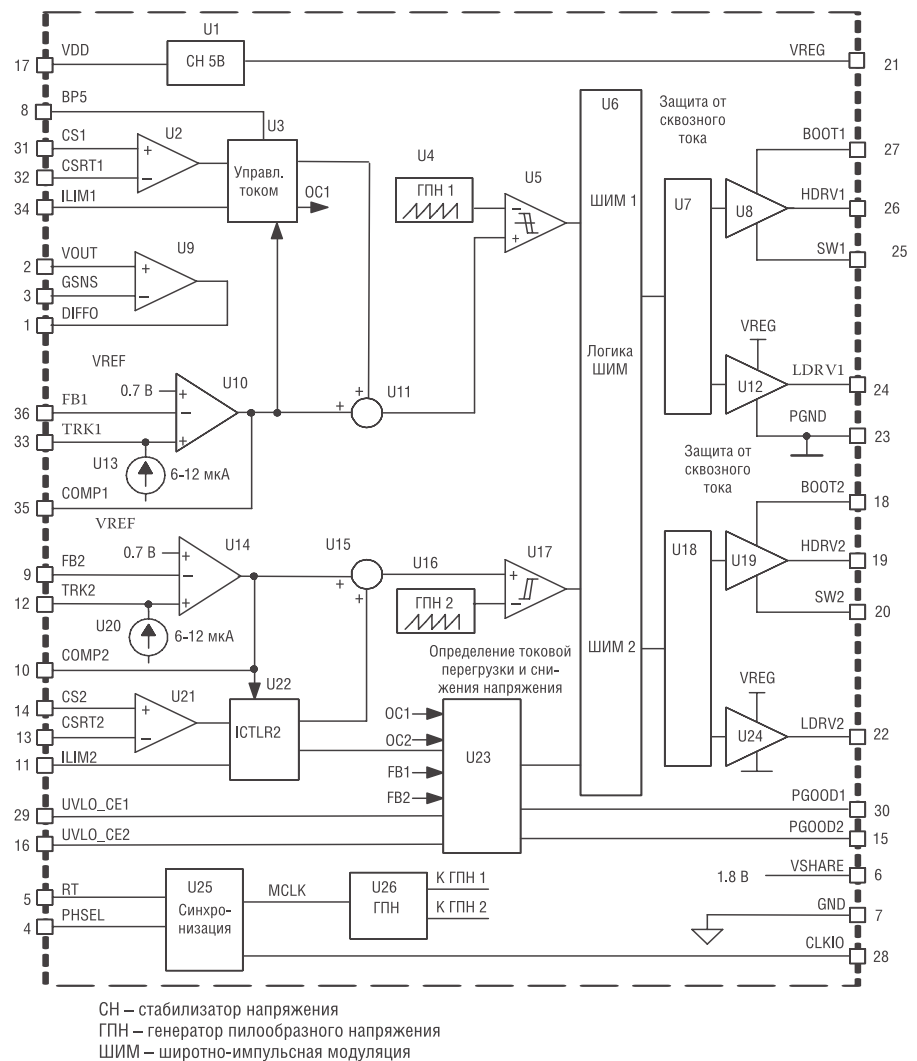 U1
VDD
17
СН 5В
VREG
21
8
BP5
31
CS1
32
CSRT1
34
ILIM1
U2
U3
Управл.
током
OC1
U4
ГПН 1
U5
U6
ШИМ 1
Логика
ШИМ
ШИМ 2
Защита от
сквозного
тока
U7
U8
BOOT1
27
HDRV1
26
SW1
25
2
VOUT
3
GSNS
1
DIFFO
U9
VREG
U12
LDRV1
24
PGND
23
VREF
0.7 В
U10
36
FB1
33
TRK1
U13
6-12 мкА
35
COMP1
U11
VREF
0.7 В
U14
9
FB2
12
TRK2
U20
6-12 мкА
10
COMP2
U15
U16
ГПН 2
U17
Защита от
сквозного
тока
U18
U19
BOOT2
18
HDRV2
19
SW2
20
VREG
U24
LDRV2
22
14
CS2
13
CSRT2
11
ILIM2
U21
U22
ICTLR2
Определение токовой
перегрузки и сни-
жения напряжения
OC1
OC2
FB1
FB2
U23
29
UVLO_CE1
16
UVLO_CE2
PGOOD1
30
PGOOD2
15
1.8 В
VSHARE
6
GND
7
CLKIO
28
5
RT
4
PHSEL
U25
Синхро-
низация
MCLK
U26
ГПН
К ГПН 1
К ГПН 2
СН – стабилизатор напряжения
ГПН – генератор пилообразного напряжения
ШИМ – широтно-импульсная модуляция